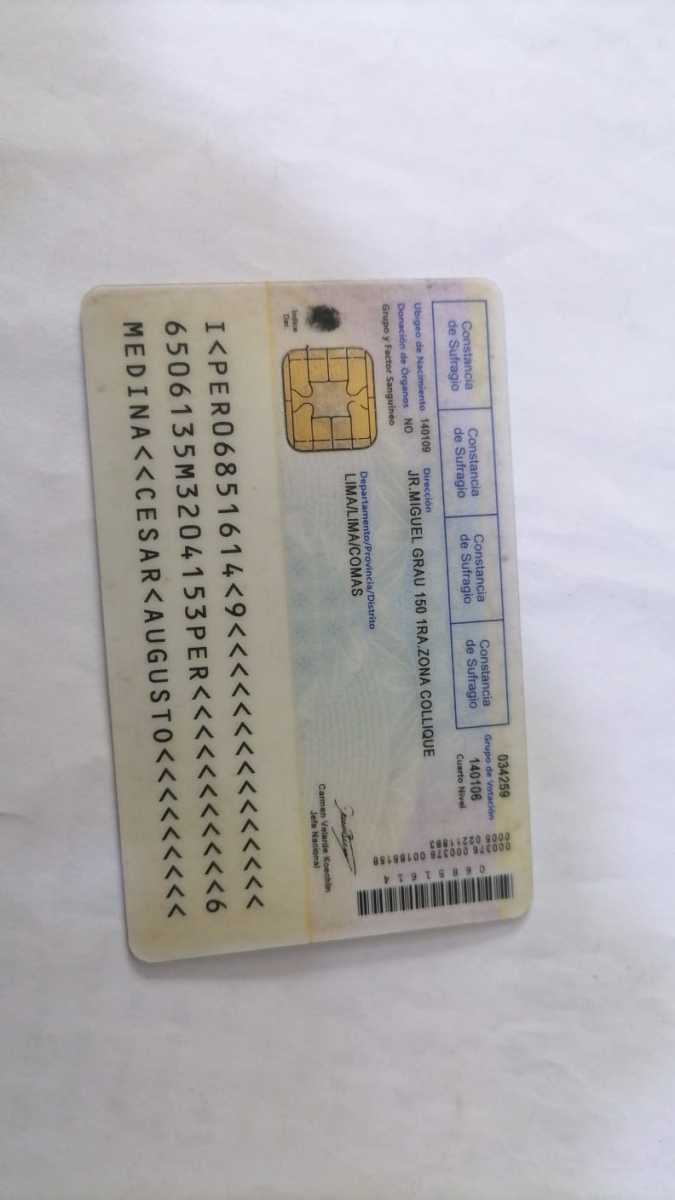 Constancia de Sufragio
Constancia de Sufragio
Constancia de Sufragio
Constancia de Sufragio
034259
Grupo de Votación
140106
Cuarto Nivel
Ubigeo de Nacimiento 140109
Donación de Órganos NO
Grupo y Factor Sanguíneo
Dirección
JR.MIGUEL GRAU 150 1RA.ZONA COLLIQUE
Departamento/Provincia/Distrito
LIMA/LIMA/COMAS
06851614
Índice Der.
Carmen Velarde Koechlin
Jefa Nacional
I<PER06851614<9<<<<<<<<<<<<<<<
6506135M3204153PER<<<<<<<<<<<6
MEDINA<<CESAR<AUGUSTO<<<<<<<<<